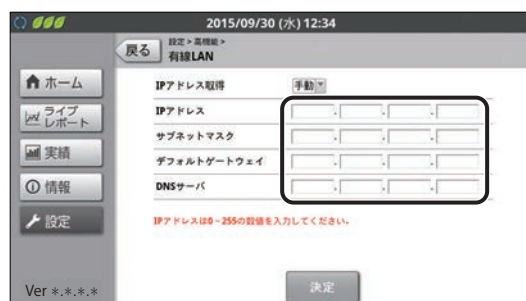 2015/09/30 (水) 12:34
戻る
設定 > 高機能 >
有線LAN
ホーム
ライブ
レポート
実績
情報
設定
Ver *.*.*.*
IPアドレス取得 手動
IPアドレス . . .
サブネットマスク . . .
デフォルトゲートウェイ . . .
DNSサーバ . . .
IPアドレスは0～255の数値を入力してください。
決定